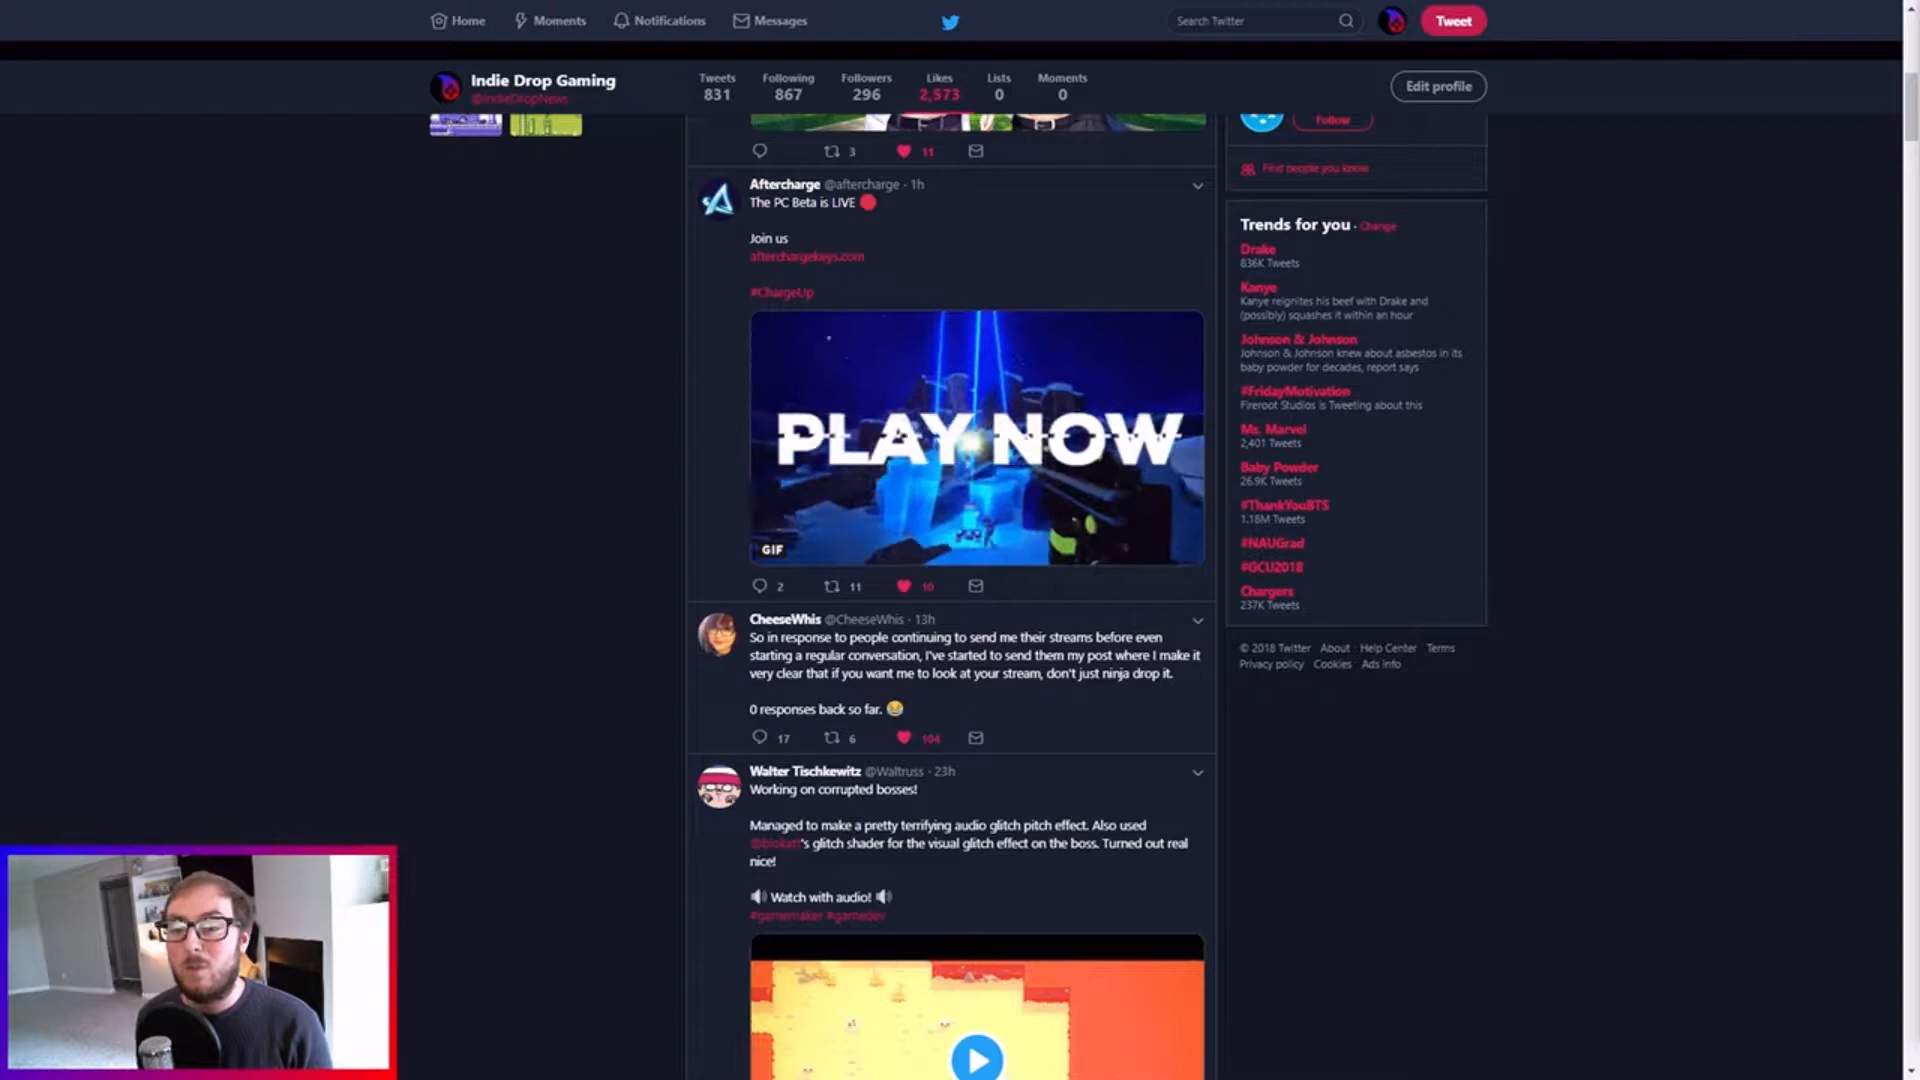 Home
Moments
Notifications
Messages
Search Twitter
Tweet
Indie Drop Gaming
@IndieDropNews
Tweets
831
Following
867
Followers
296
Likes
2,573
Lists
0
Moments
0
Edit profile
3
11
Follow
Find people you know
Aftercharge @aftercharge · 1h
The PC Beta is LIVE
Join us
afterchargekeys.com
#ChargeUp
PLAY NOW
GIF
2
11
10
CheeseWhis @CheeseWhis · 13h
So in response to people continuing to send me their streams before even
starting a regular conversation, I've started to send them my post where I make it
very clear that if you want me to look at your stream, don't just ninja drop it.
0 responses back so far. 😂
17
6
104
Walter Tischkewitz @Waltruss · 23h
Working on corrupted bosses!
Managed to make a pretty terrifying audio glitch pitch effect. Also used
@blokatt's glitch shader for the visual glitch effect on the boss. Turned out real
nice!
🔊 Watch with audio! 🔊
#gamemaker #gamedev
Trends for you · Change
Drake
836K Tweets
Kanye
Kanye reignites his beef with Drake and
(possibly) squashes it within an hour
Johnson & Johnson
Johnson & Johnson knew about asbestos in its
baby powder for decades, report says
#FridayMotivation
Fireroot Studios is Tweeting about this
Ms. Marvel
2,401 Tweets
Baby Powder
26.9K Tweets
#ThankYouBTS
1.18M Tweets
#NAUGrad
#GCU2018
Chargers
237K Tweets
© 2018 Twitter About Help Center Terms
Privacy policy Cookies Ads info